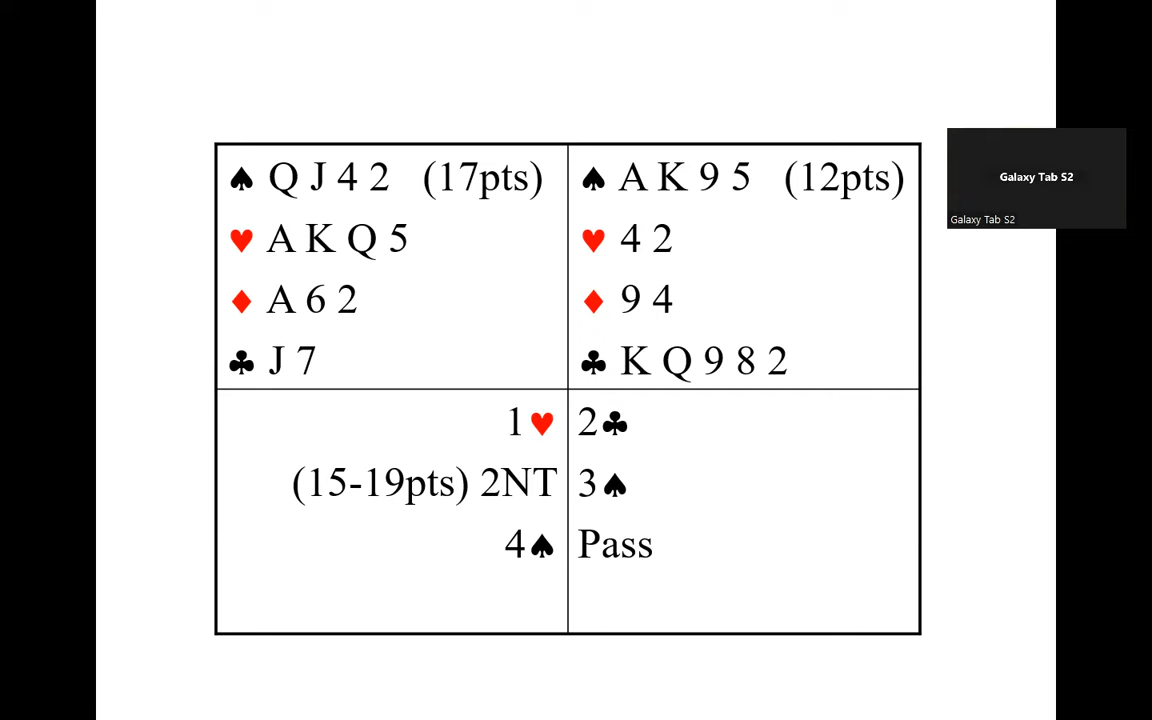 ♠ Q J 4 2 (17pts)
♥ A K Q 5
♦ A 6 2
♣ J 7
♠ A K 9 5 (12pts)
♥ 4 2
♦ 9 4
♣ K Q 9 8 2
1♥ 2♣
(15-19pts) 2NT 3♠
4♠ Pass
Galaxy Tab S2
Galaxy Tab S2